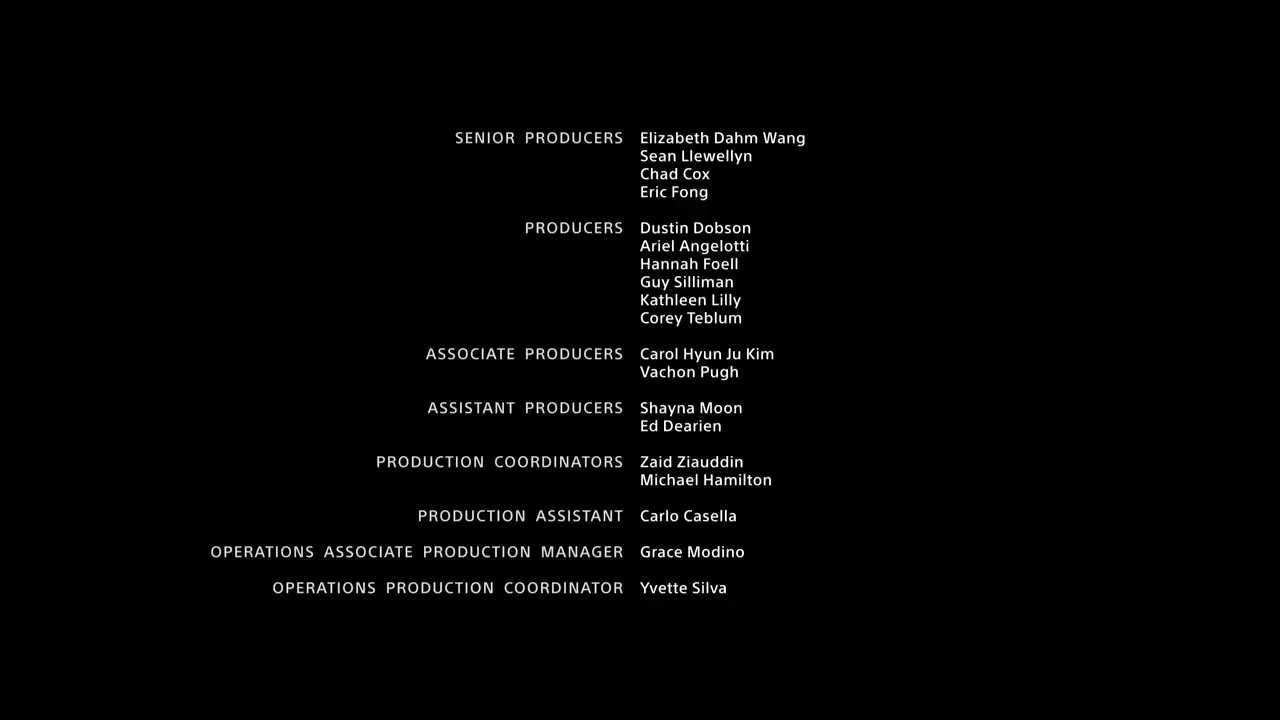 SENIOR PRODUCERS Elizabeth Dahm Wang
Sean Llewellyn
Chad Cox
Eric Fong
PRODUCERS Dustin Dobson
Ariel Angelotti
Hannah Foell
Guy Silliman
Kathleen Lilly
Corey Teblum
ASSOCIATE PRODUCERS Carol Hyun Ju Kim
Vachon Pugh
ASSISTANT PRODUCERS Shayna Moon
Ed Dearien
PRODUCTION COORDINATORS Zaid Ziauddin
Michael Hamilton
PRODUCTION ASSISTANT Carlo Casella
OPERATIONS ASSOCIATE PRODUCTION MANAGER Grace Modino
OPERATIONS PRODUCTION COORDINATOR Yvette Silva